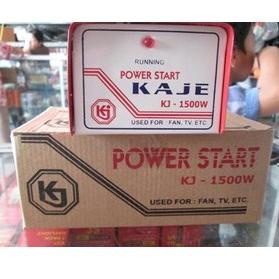 RUNNING
POWER START
KAJE
KJ - 1500W
KJ
USED FOR : FAN, TV, ETC.
POWER START
KJ - 1500W
KJ
USED FOR : FAN, TV, ETC.